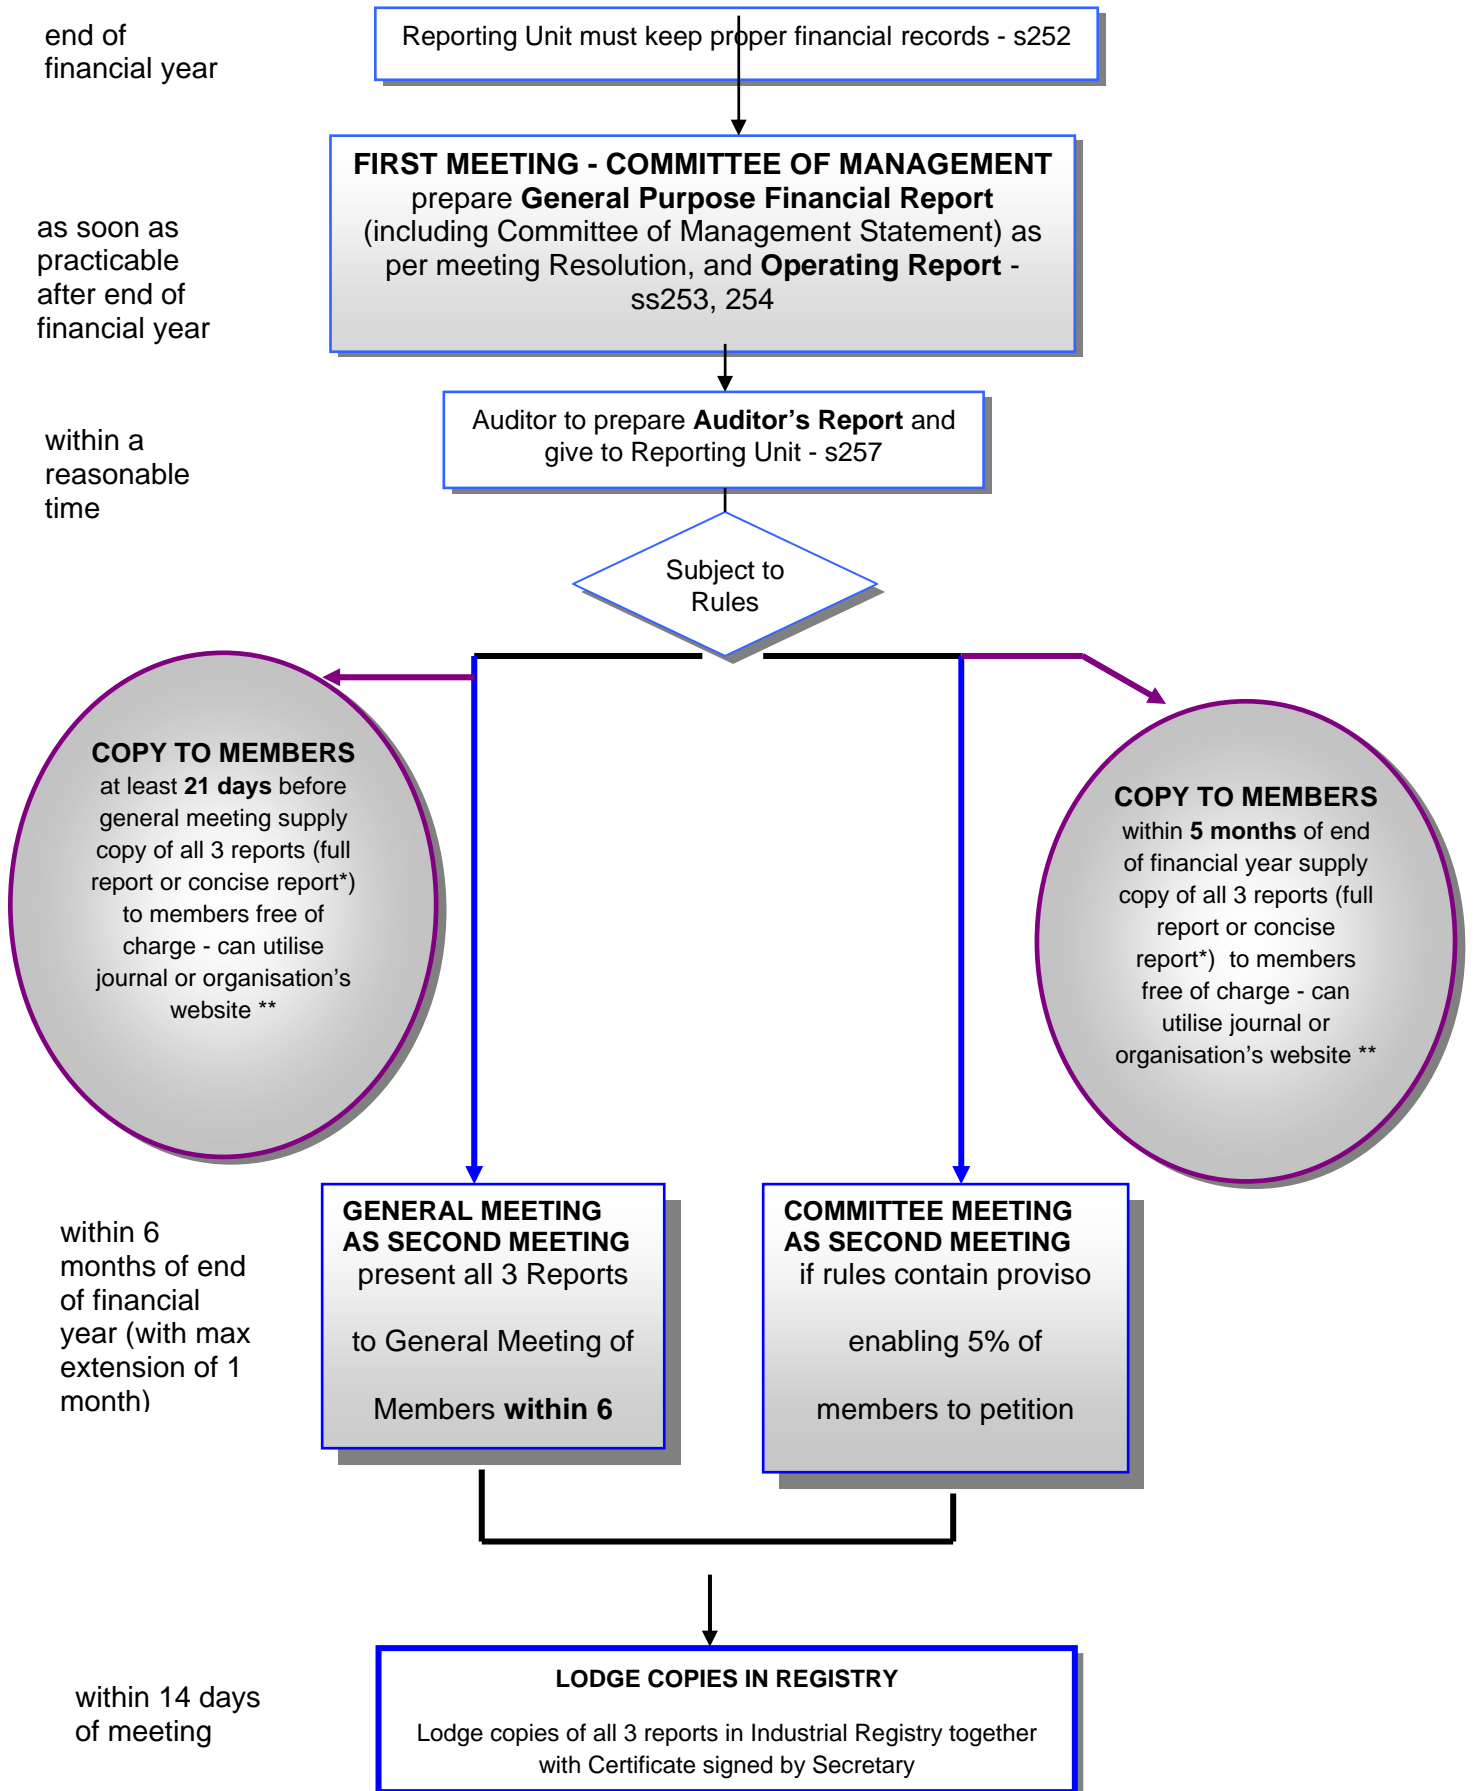 end of
financial year
Reporting Unit must keep proper financial records - s252
FIRST MEETING - COMMITTEE OF MANAGEMENT
prepare General Purpose Financial Report
(including Committee of Management Statement) as
per meeting Resolution, and Operating Report -
ss253, 254
as soon as
practicable
after end of
financial year
Auditor to prepare Auditor’s Report and
give to Reporting Unit - s257
within a
reasonable
time
Subject to
Rules
COPY TO MEMBERS
at least 21 days before
general meeting supply
copy of all 3 reports (full
report or concise report*)
to members free of
charge - can utilise
journal or organisation’s
website **
COPY TO MEMBERS
within 5 months of end
of financial year supply
copy of all 3 reports (full
report or concise
report*)  to members
free of charge - can
utilise journal or
organisation’s website **
within 6
months of end
of financial
year (with max
extension of 1
month)
GENERAL MEETING
AS SECOND MEETING
present all 3 Reports
to General Meeting of
Members within 6
COMMITTEE MEETING
AS SECOND MEETING
if rules contain proviso
enabling 5% of
members to petition
within 14 days
of meeting
LODGE COPIES IN REGISTRY
Lodge copies of all 3 reports in Industrial Registry together
with Certificate signed by Secretary